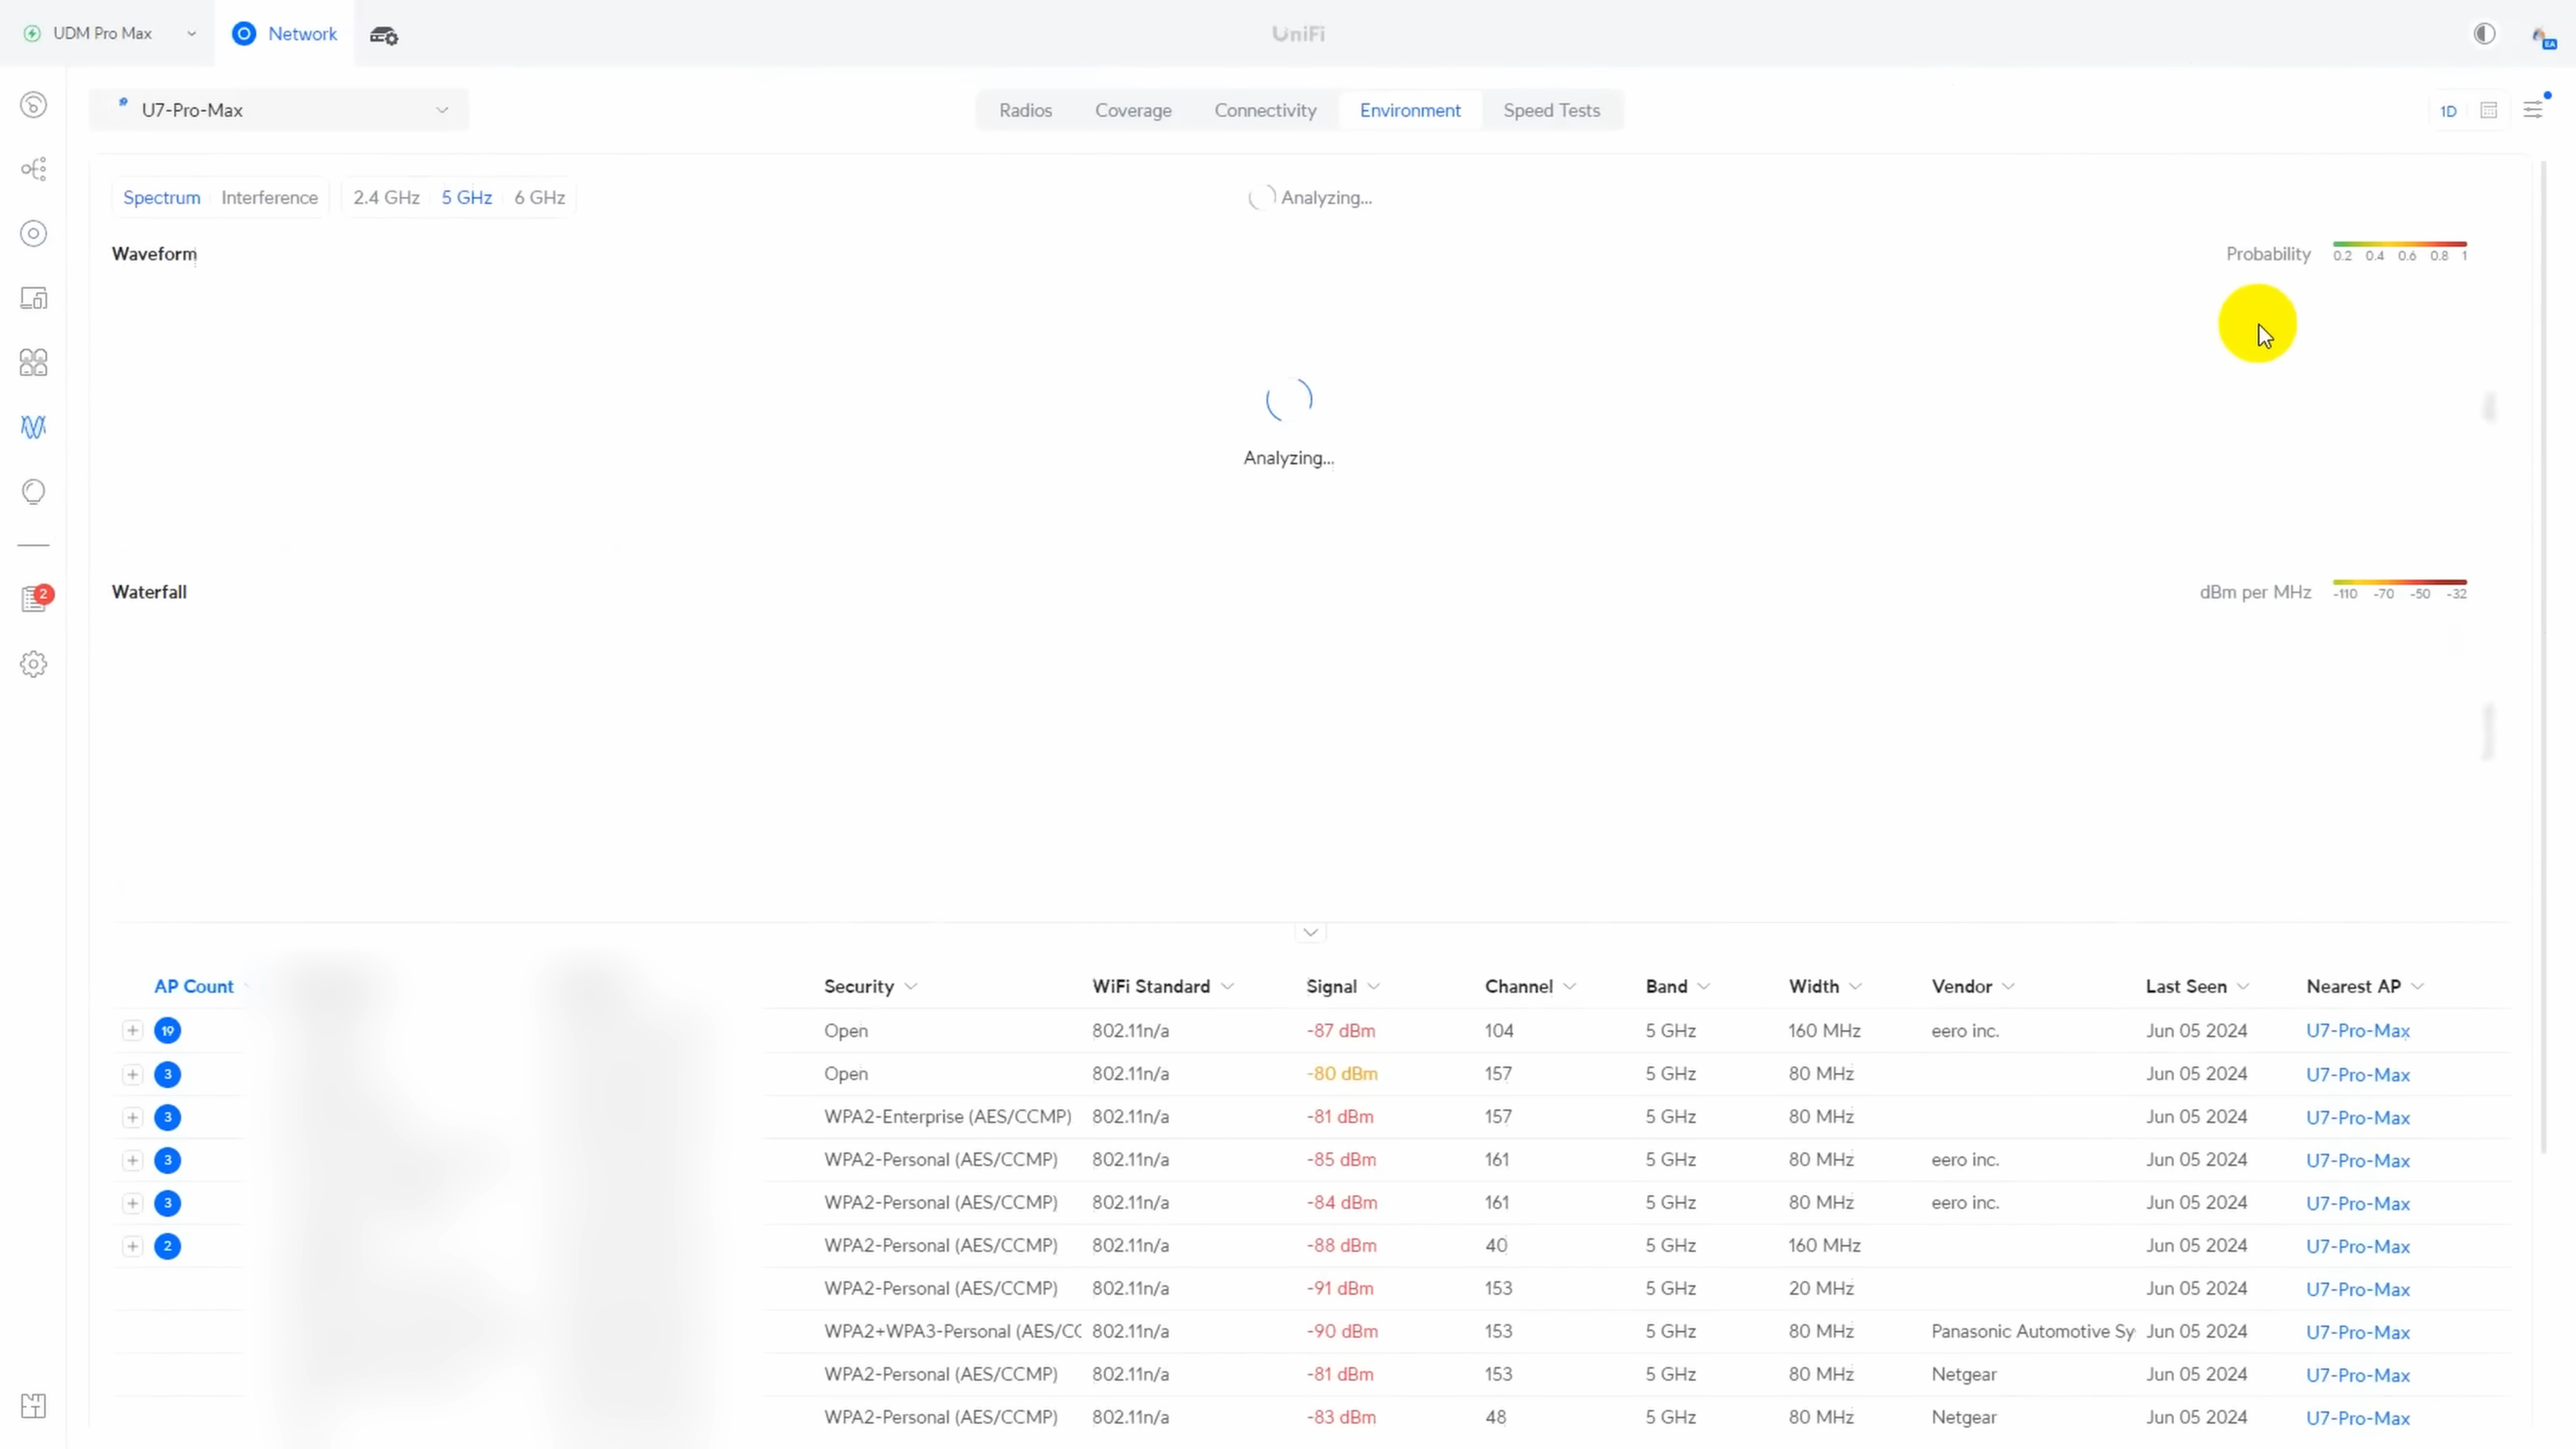 UDM Pro Max
Network
UniFi
EA
U7-Pro-Max
Radios Coverage Connectivity Environment Speed Tests
1D
Spectrum Interference 2.4 GHz 5 GHz 6 GHz
Analyzing...
Waveform
Probability 0.2 0.4 0.6 0.8 1
Analyzing...
Waterfall
dBm per MHz -110 -70 -50 -32
2
AP Count Security WiFi Standard Signal Channel Band Width Vendor Last Seen Nearest AP
19 Open 802.11n/a -87 dBm 104 5 GHz 160 MHz eero inc. Jun 05 2024 U7-Pro-Max
3 Open 802.11n/a -80 dBm 157 5 GHz 80 MHz Jun 05 2024 U7-Pro-Max
3 WPA2-Enterprise (AES/CCMP) 802.11n/a -81 dBm 157 5 GHz 80 MHz Jun 05 2024 U7-Pro-Max
3 WPA2-Personal (AES/CCMP) 802.11n/a -85 dBm 161 5 GHz 80 MHz eero inc. Jun 05 2024 U7-Pro-Max
3 WPA2-Personal (AES/CCMP) 802.11n/a -84 dBm 161 5 GHz 80 MHz eero inc. Jun 05 2024 U7-Pro-Max
2 WPA2-Personal (AES/CCMP) 802.11n/a -88 dBm 40 5 GHz 160 MHz Jun 05 2024 U7-Pro-Max
WPA2-Personal (AES/CCMP) 802.11n/a -91 dBm 153 5 GHz 20 MHz Jun 05 2024 U7-Pro-Max
WPA2+WPA3-Personal (AES/CC 802.11n/a -90 dBm 153 5 GHz 80 MHz Panasonic Automotive Sy Jun 05 2024 U7-Pro-Max
WPA2-Personal (AES/CCMP) 802.11n/a -81 dBm 153 5 GHz 80 MHz Netgear Jun 05 2024 U7-Pro-Max
WPA2-Personal (AES/CCMP) 802.11n/a -83 dBm 48 5 GHz 80 MHz Netgear Jun 05 2024 U7-Pro-Max